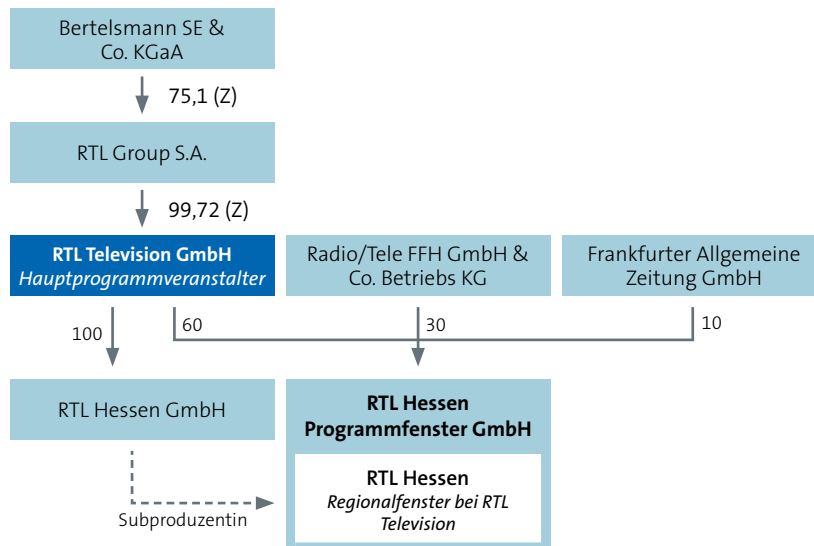 Bertelsmann SE &
Co. KGaA
75,1 (Z)
RTL Group S.A.
99,72 (Z)
RTL Television GmbH
Hauptprogrammveranstalter
Radio/Tele FFH GmbH &
Co. Betriebs KG
Frankfurter Allgemeine
Zeitung GmbH
100
60
30
10
RTL Hessen GmbH
RTL Hessen
Programmfenster GmbH
RTL Hessen
Regionalfenster bei RTL
Television
Subproduzentin